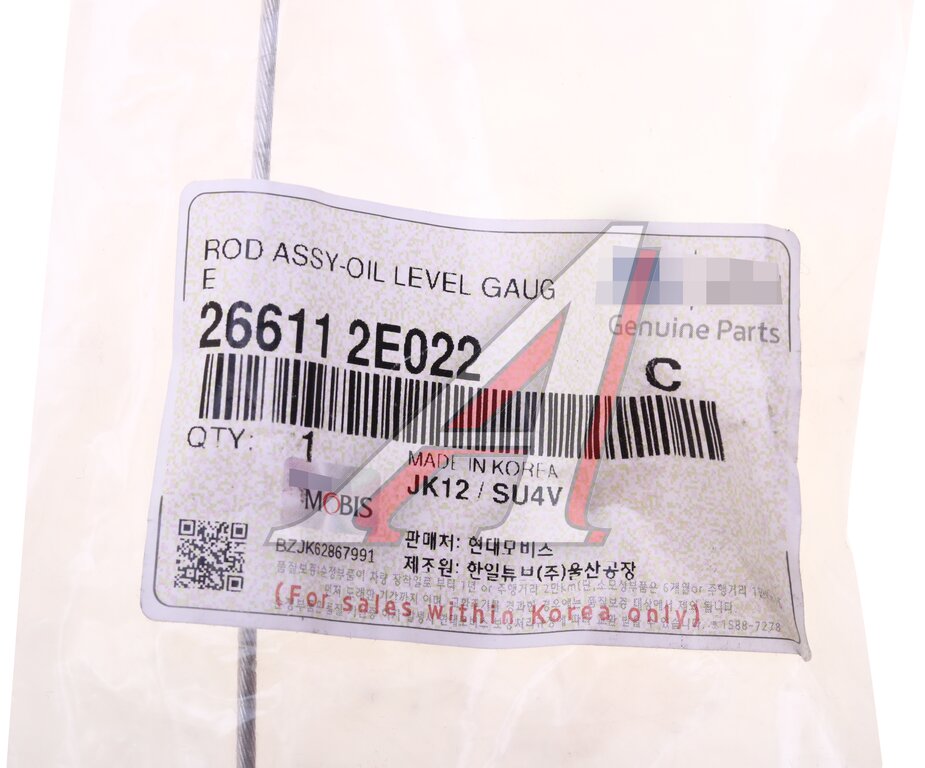 ROD ASSY-OIL LEVEL GAUG
E
26611 2E022
Genuine Parts
C
QTY: 1
MADE IN KOREA
JK12 / SU4V
MOBIS
BZJK62867991
판매처: 현대모비스
제조원: 한일튜브(주)울산공장
(For sales within Korea only)